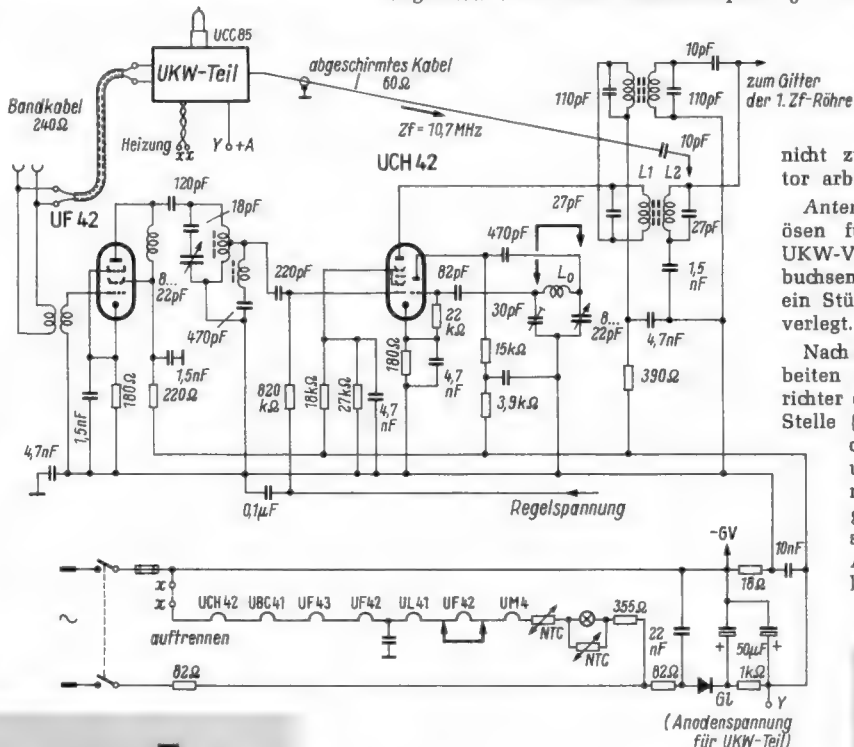 UCC85
UKW-Teil
abgeschirmtes Kabel
60Ω
Zf = 10,7 MHz
Bandkabel
240Ω
Heizung
xx
Y
+A
10pF
110pF
110pF
zum Gitter
der 1. Zf-Röhre
10pF
UCH 42
UF 42
120pF
18pF
8...
22pF
470pF
220pF
27pF
470pF
L1
L2
27pF
1,5
nF
82pF
L0
30pF
8...
22pF
22
kΩ
180Ω
4,7
nF
15kΩ
3,9kΩ
4,7nF
390Ω
1,5nF
180Ω
1,5nF
220Ω
820
kΩ
18kΩ
27kΩ
4,7
nF
4,7nF
0,1µF
Regelspannung
-6V
10nF
18Ω
x
x
auftrennen
UCH 42
UBC41
UF43
UF42
UL41
UF42
UM4
NTC
NTC
355Ω
22
nF
50µF
+
+
82Ω
82Ω
Gl
1kΩ
Y
(Anodenspannung
für UKW-Teil)
nicht z
tor arb
Anter
ösen f
UKW-V
buchsen
ein Stü
verlegt.
Nach
beiten
richter
Stelle